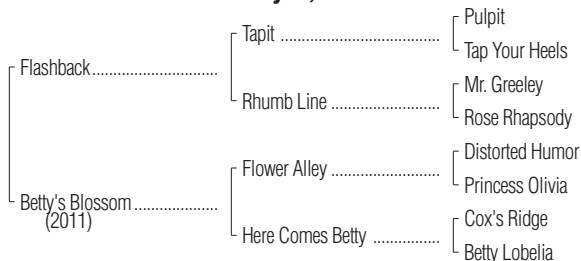 Pulpit
Tapit
Tap Your Heels
Flashback
Mr. Greeley
Rhumb Line
Rose Rhapsody
Distorted Humor
Flower Alley
Princess Olivia
Betty's Blossom
(2011)
Cox's Ridge
Here Comes Betty
Betty Lobelia